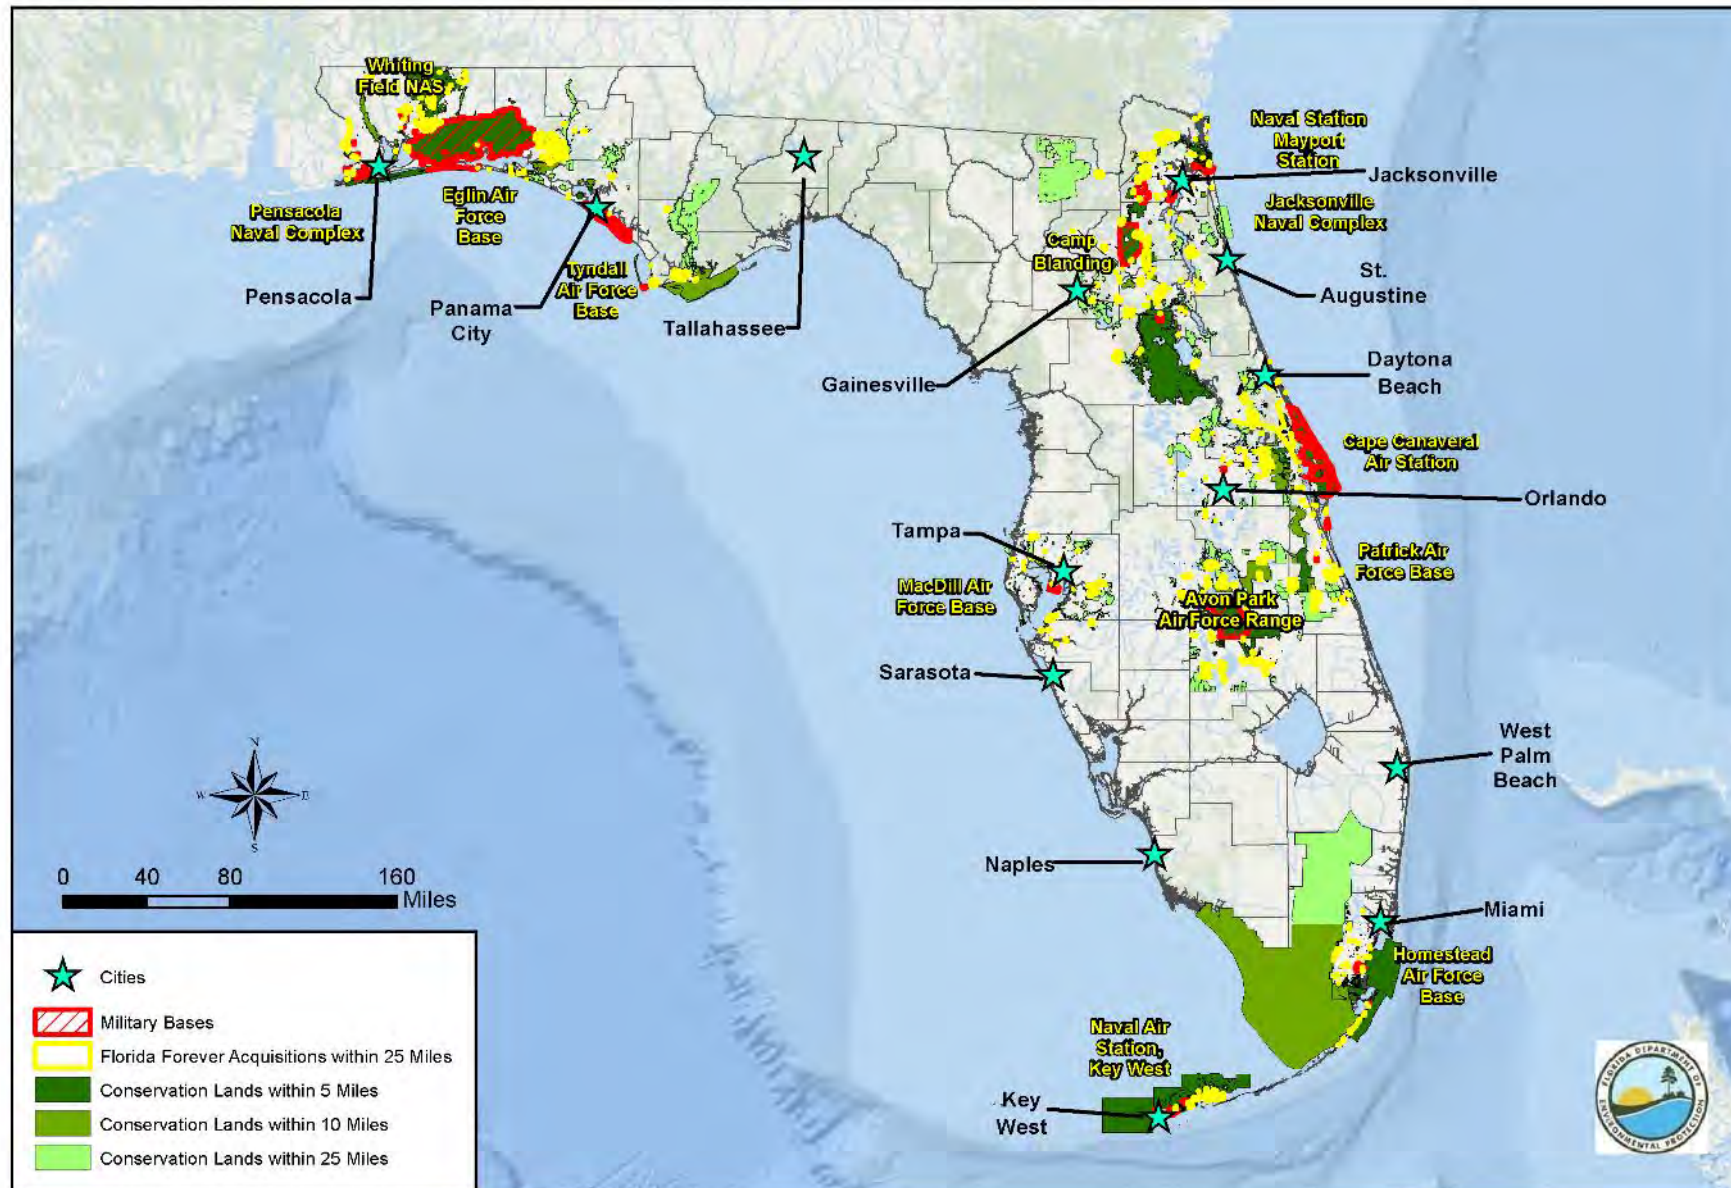 Whiting
Field NAS
Naval Station
Mayport
Station
Jacksonville
Jacksonville
Naval Complex
Pensacola
Naval Complex
Eglin Air
Force
Base
Camp
Blanding
St.
Augustine
Tyndall
Air Force
Base
Pensacola
Panama
City
Tallahassee
Gainesville
Daytona
Beach
Cape Canaveral
Air Station
Orlando
Tampa
Patrick Air
Force Base
MacDill Air
Force Base
Avon Park
Air Force Range
Sarasota
West
Palm
Beach
N
W
E
S
Naples
0 40 80 160
Miles
Miami
Homestead
Air Force
Base
Naval Air
Station,
Key West
Key
West
Cities
Military Bases
Florida Forever Acquisitions within 25 Miles
Conservation Lands within 5 Miles
Conservation Lands within 10 Miles
Conservation Lands within 25 Miles
FLORIDA DEPARTMENT OF
ENVIRONMENTAL PROTECTION